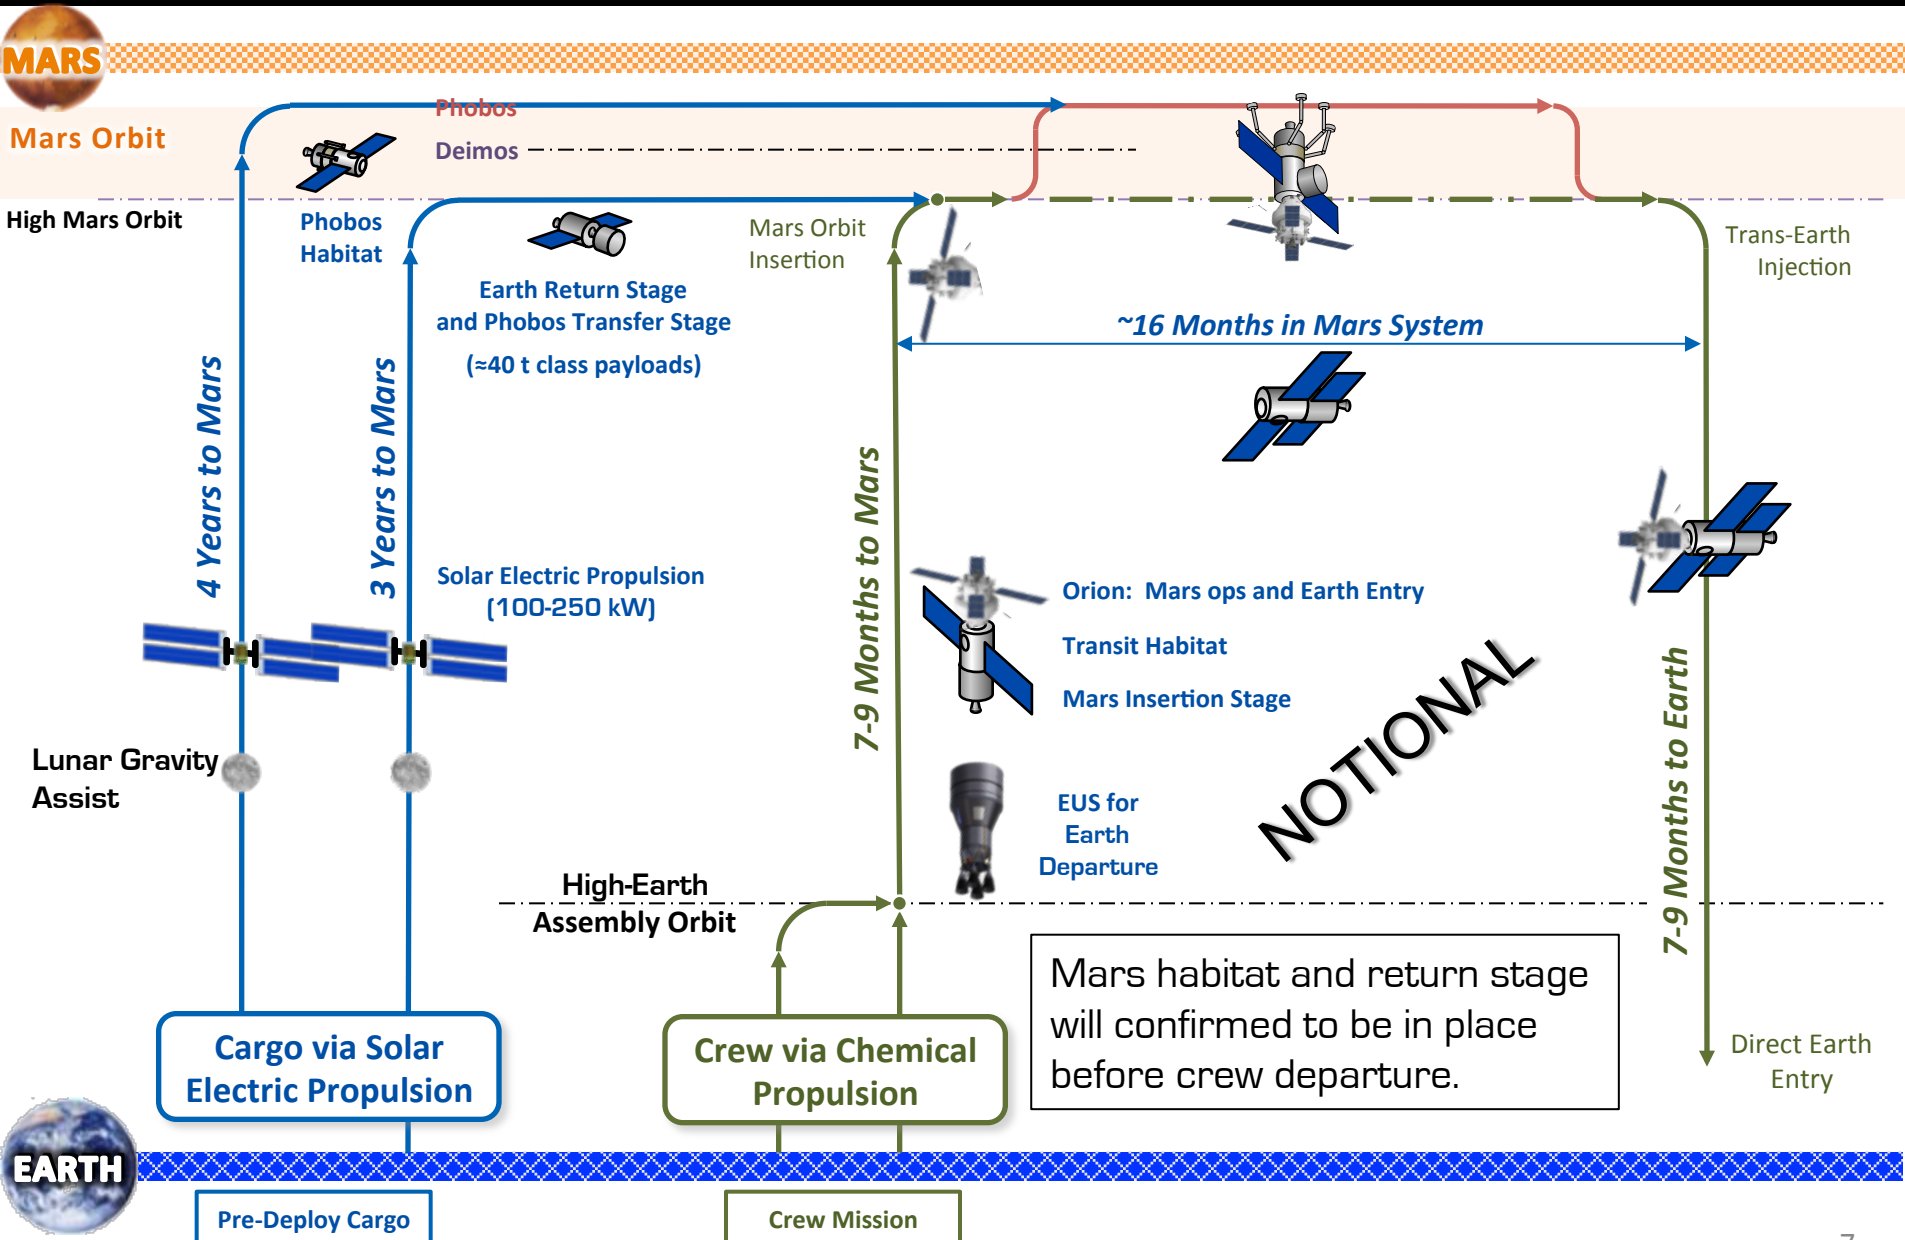 MARS
Phobos
Mars Orbit
Deimos
High Mars Orbit
Phobos
Habitat
Mars Orbit
Insertion
Trans-Earth
Injection
Earth Return Stage
and Phobos Transfer Stage
(≈40 t class payloads)
~16 Months in Mars System
4 Years to Mars
3 Years to Mars
7-9 Months to Mars
Solar Electric Propulsion
(100-250 kW)
Orion: Mars ops and Earth Entry
Transit Habitat
Mars Insertion Stage
NOTIONAL
7-9 Months to Earth
Lunar Gravity
Assist
EUS for
Earth
Departure
High-Earth
Assembly Orbit
Mars habitat and return stage
will confirmed to be in place
before crew departure.
Cargo via Solar
Electric Propulsion
Crew via Chemical
Propulsion
Direct Earth
Entry
EARTH
Pre-Deploy Cargo
Crew Mission